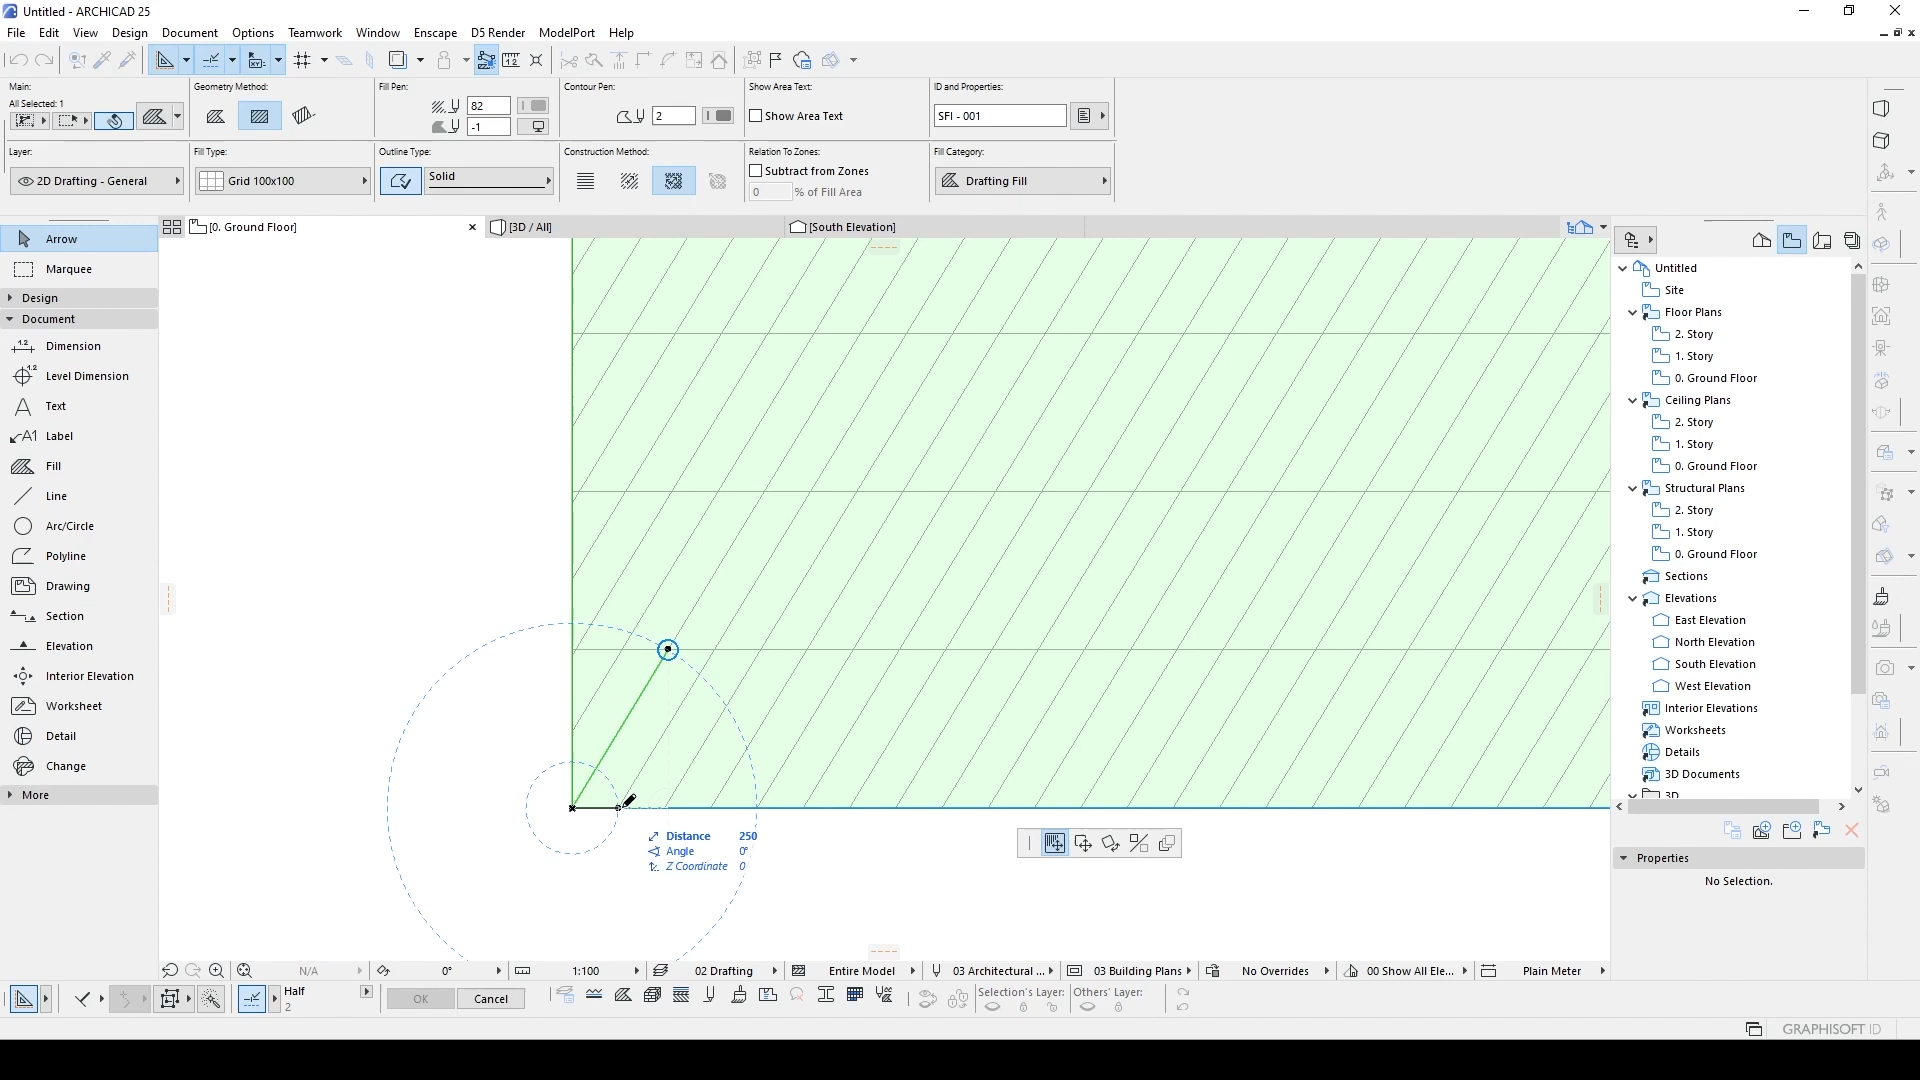 Untitled - ARCHICAD 25
File Edit View Design Document Options Teamwork Window Enscape D5 Render ModelPort Help
Main: Geometry Method: Fill Pen: Contour Pen: Show Area Text: ID and Properties:
All Selected: 1
82
-1
2
Show Area Text
SFI - 001
Layer: Fill Type: Outline Type: Construction Method: Relation To Zones: Fill Category:
2D Drafting - General
Grid 100x100
Solid
Subtract from Zones
0 % of Fill Area
Drafting Fill
[0. Ground Floor]
[3D / All]
[South Elevation]
Arrow
Marquee
Design
Document
1.2 Dimension
1.2 Level Dimension
Text
A1 Label
Fill
Line
Arc/Circle
Polyline
Drawing
Section
Elevation
Interior Elevation
Worksheet
Detail
Change
More
Distance 250
Angle 0°
Z Coordinate 0
Untitled
Site
Floor Plans
2. Story
1. Story
0. Ground Floor
Ceiling Plans
2. Story
1. Story
0. Ground Floor
Structural Plans
2. Story
1. Story
0. Ground Floor
Sections
Elevations
East Elevation
North Elevation
South Elevation
West Elevation
Interior Elevations
Worksheets
Details
3D Documents
3D
Properties
No Selection.
N/A 0° 1:100 02 Drafting Entire Model 03 Architectural ... 03 Building Plans No Overrides 00 Show All Ele... Plain Meter
Half
2
OK Cancel
Selection's Layer: Others' Layer:
GRAPHISOFT ID